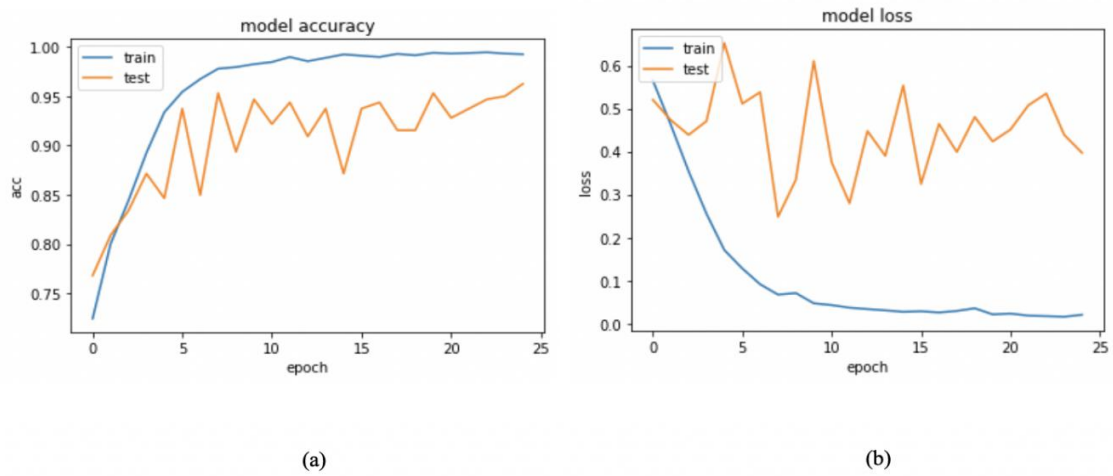 model accuracy
train
test
1.00
0.95
0.90
0.85
0.80
0.75
acc
0 5 10 15 20 25
epoch
(a)
model loss
train
test
0.6
0.5
0.4
0.3
0.2
0.1
0.0
loss
0 5 10 15 20 25
epoch
(b)